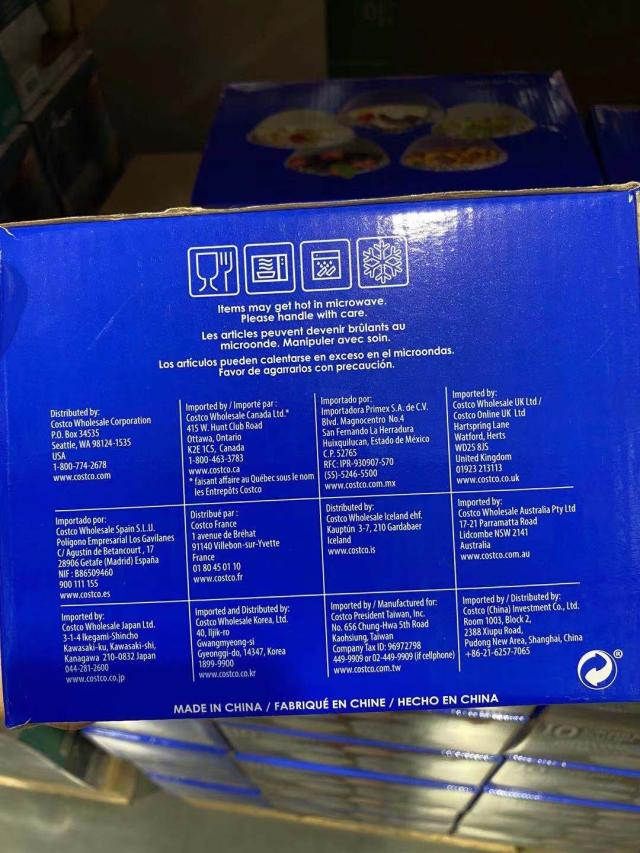 Items may get hot in microwave.
Please handle with care.
Les articles peuvent devenir brûlants au
microonde. Manipuler avec soin.
Los artículos pueden calentarse en exceso en el microondas.
Favor de agarrarlos con precaución.
Distributed by:
Costco Wholesale Corporation
P.O. Box 34535
Seattle, WA 98124-1535
USA
1-800-774-2678
www.costco.com
Imported by / Importé par :
Costco Wholesale Canada Ltd.*
415 W. Hunt Club Road
Ottawa, Ontario
K2E 1C5, Canada
1-800-463-3783
www.costco.ca
* faisant affaire au Québec sous le nom
les Entrepôts Costco
Importado por:
Importadora Primex S.A. de C.V.
Blvd. Magnocentro No.4
San Fernando La Herradura
Huixquilucan, Estado de México
C.P. 52765
RFC: IPR-930907-S70
(55)-5246-5500
www.costco.com.mx
Imported by:
Costco Wholesale UK Ltd /
Costco Online UK Ltd
Hartspring Lane
Watford, Herts
WD25 8JS
United Kingdom
01923 213113
www.costco.co.uk
Importado por:
Costco Wholesale Spain S.L.U.
Polígono Empresarial Los Gavilanes
C/ Agustín de Betancourt, 17
28906 Getafe (Madrid) España
NIF : B86509460
900 111 155
www.costco.es
Distribué par :
Costco France
1 avenue de Bréhat
91140 Villebon-sur-Yvette
France
01 80 45 01 10
www.costco.fr
Distributed by:
Costco Wholesale Iceland ehf.
Kauptún 3-7, 210 Gardabaer
Iceland
www.costco.is
Imported by:
Costco Wholesale Australia Pty Ltd
17-21 Parramatta Road
Lidcombe NSW 2141
Australia
www.costco.com.au
Imported by:
Costco Wholesale Japan Ltd.
3-1-4 Ikegami-Shincho
Kawasaki-ku, Kawasaki-shi,
Kanagawa 210-0832 Japan
044-281-2600
www.costco.co.jp
Imported and Distributed by:
Costco Wholesale Korea, Ltd.
40, Iljik-ro
Gwangmyeong-si
Gyeonggi-do, 14347, Korea
1899-9900
www.costco.co.kr
Imported by / Manufactured for:
Costco President Taiwan, Inc.
No. 656 Chung-Hwa 5th Road
Kaohsiung, Taiwan
Company Tax ID: 96972798
449-9909 or 02-449-9909 (if cellphone)
www.costco.com.tw
Imported by / Distributed by:
Costco (China) Investment Co., Ltd.
Room 1003, Block 2,
2388 Xiupu Road,
Pudong New Area, Shanghai, China
+86-21-6257-7065
®
MADE IN CHINA / FABRIQUÉ EN CHINE / HECHO EN CHINA